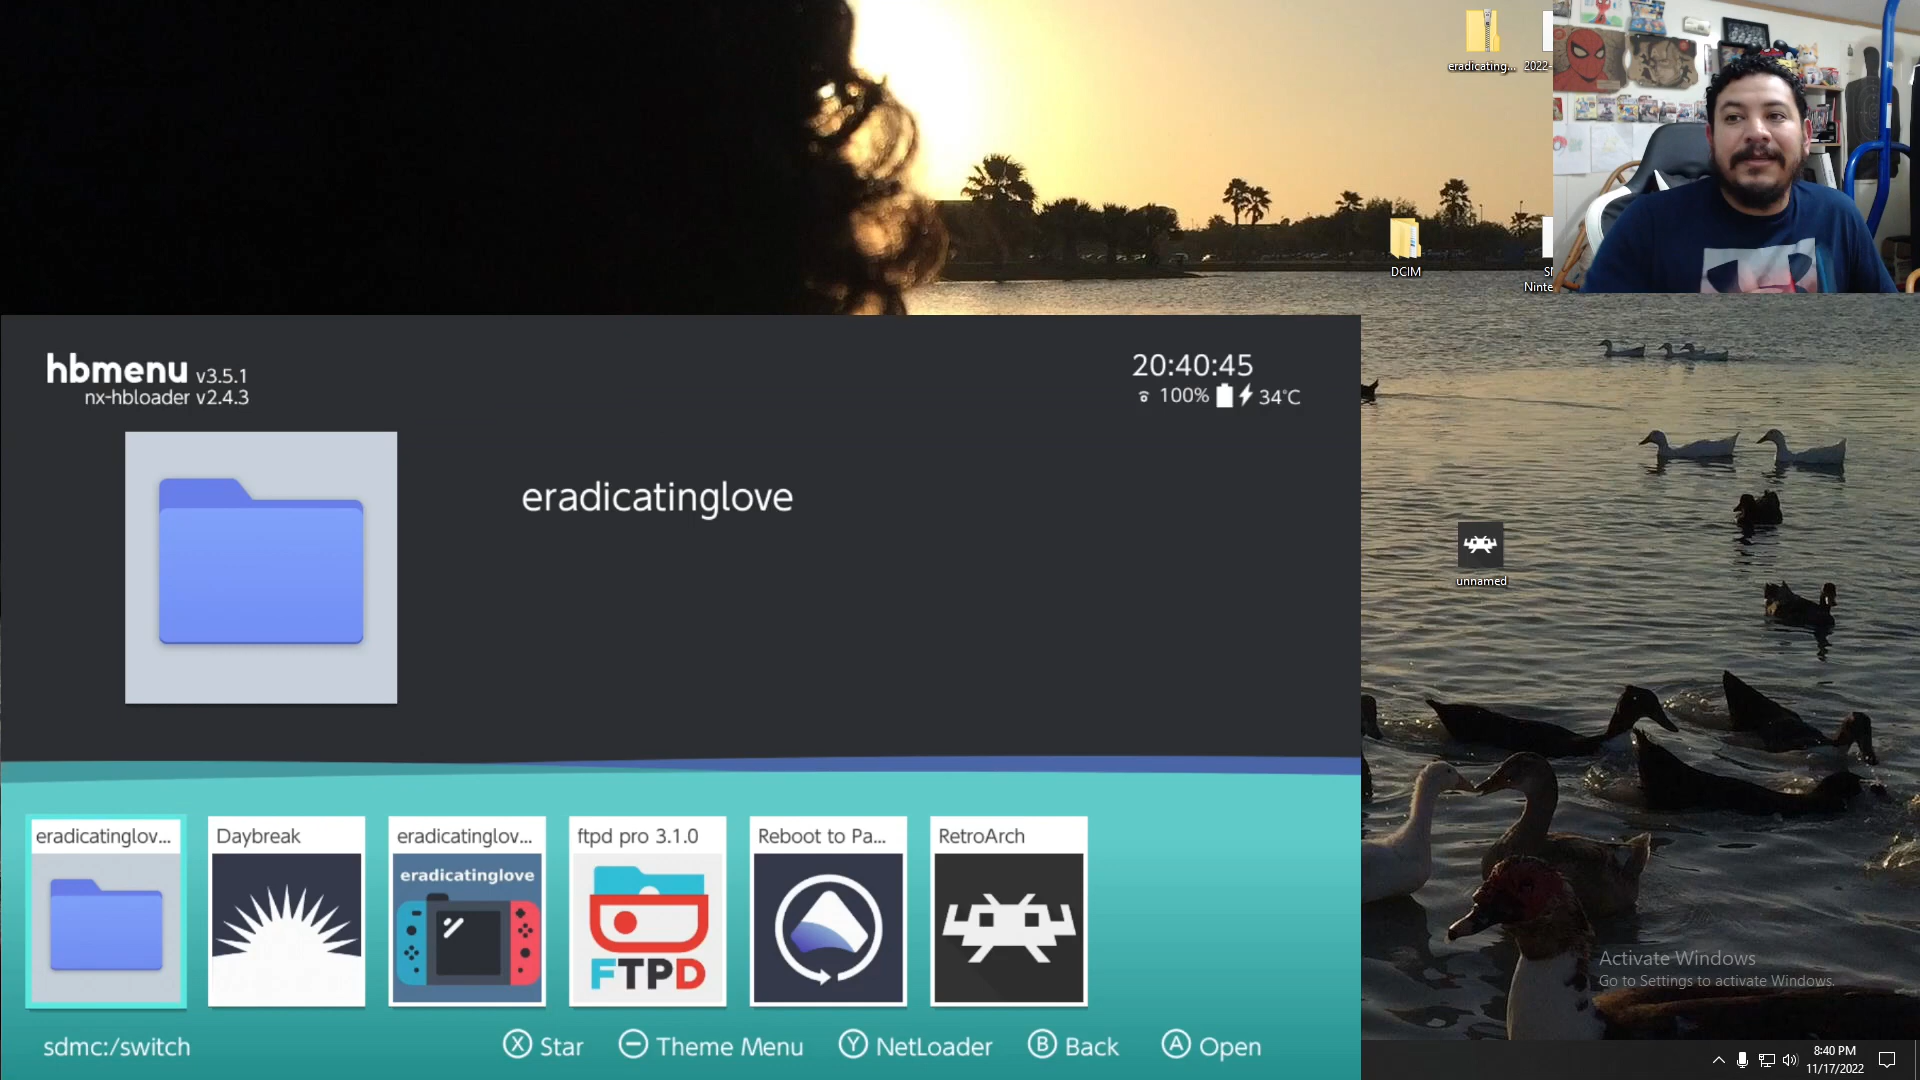 eradicating...
2022-
DCIM
Ninte
hbmenu v3.5.1
nx-hbloader v2.4.3
20:40:45
100% 34°C
eradicatinglove
unnamed
eradicatinglov...
Daybreak
eradicatinglov...
ftpd pro 3.1.0
Reboot to Pa...
RetroArch
eradicatinglove
FTPD
Activate Windows
Go to Settings to activate Windows.
sdmc:/switch
X Star
Theme Menu
Y NetLoader
B Back
A Open
8:40 PM
11/17/2022